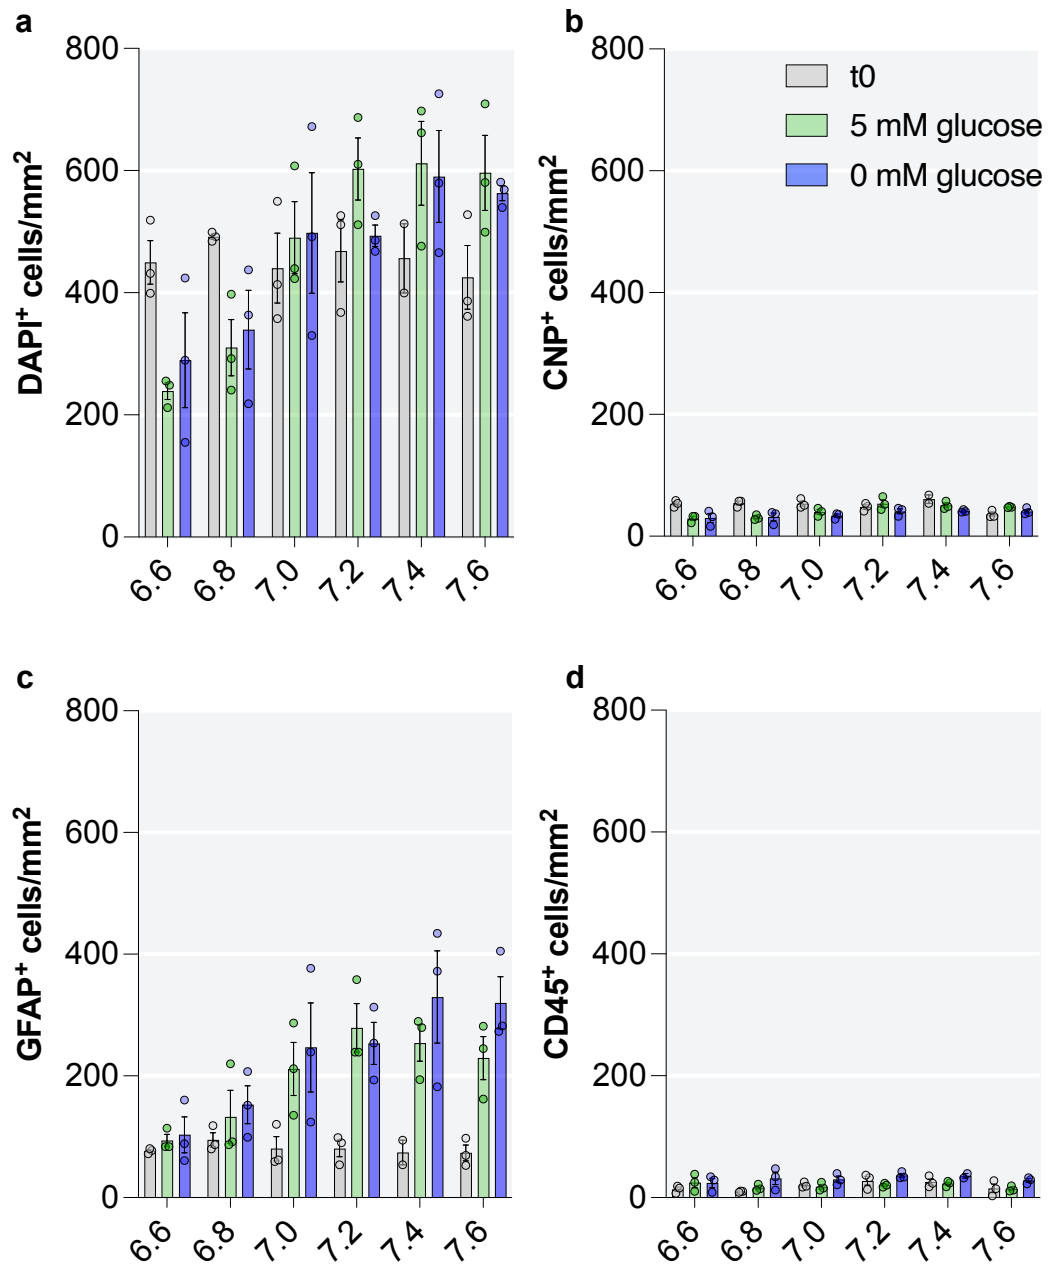 a
800
600
400
200
0
DAPI⁺ cells/mm²
6.6 6.8 7.0 7.2 7.4 7.6
b
800
600
400
200
0
CNP⁺ cells/mm²
t0
5 mM glucose
0 mM glucose
6.6 6.8 7.0 7.2 7.4 7.6
c
800
600
400
200
0
GFAP⁺ cells/mm²
6.6 6.8 7.0 7.2 7.4 7.6
d
800
600
400
200
0
CD45⁺ cells/mm²
6.6 6.8 7.0 7.2 7.4 7.6